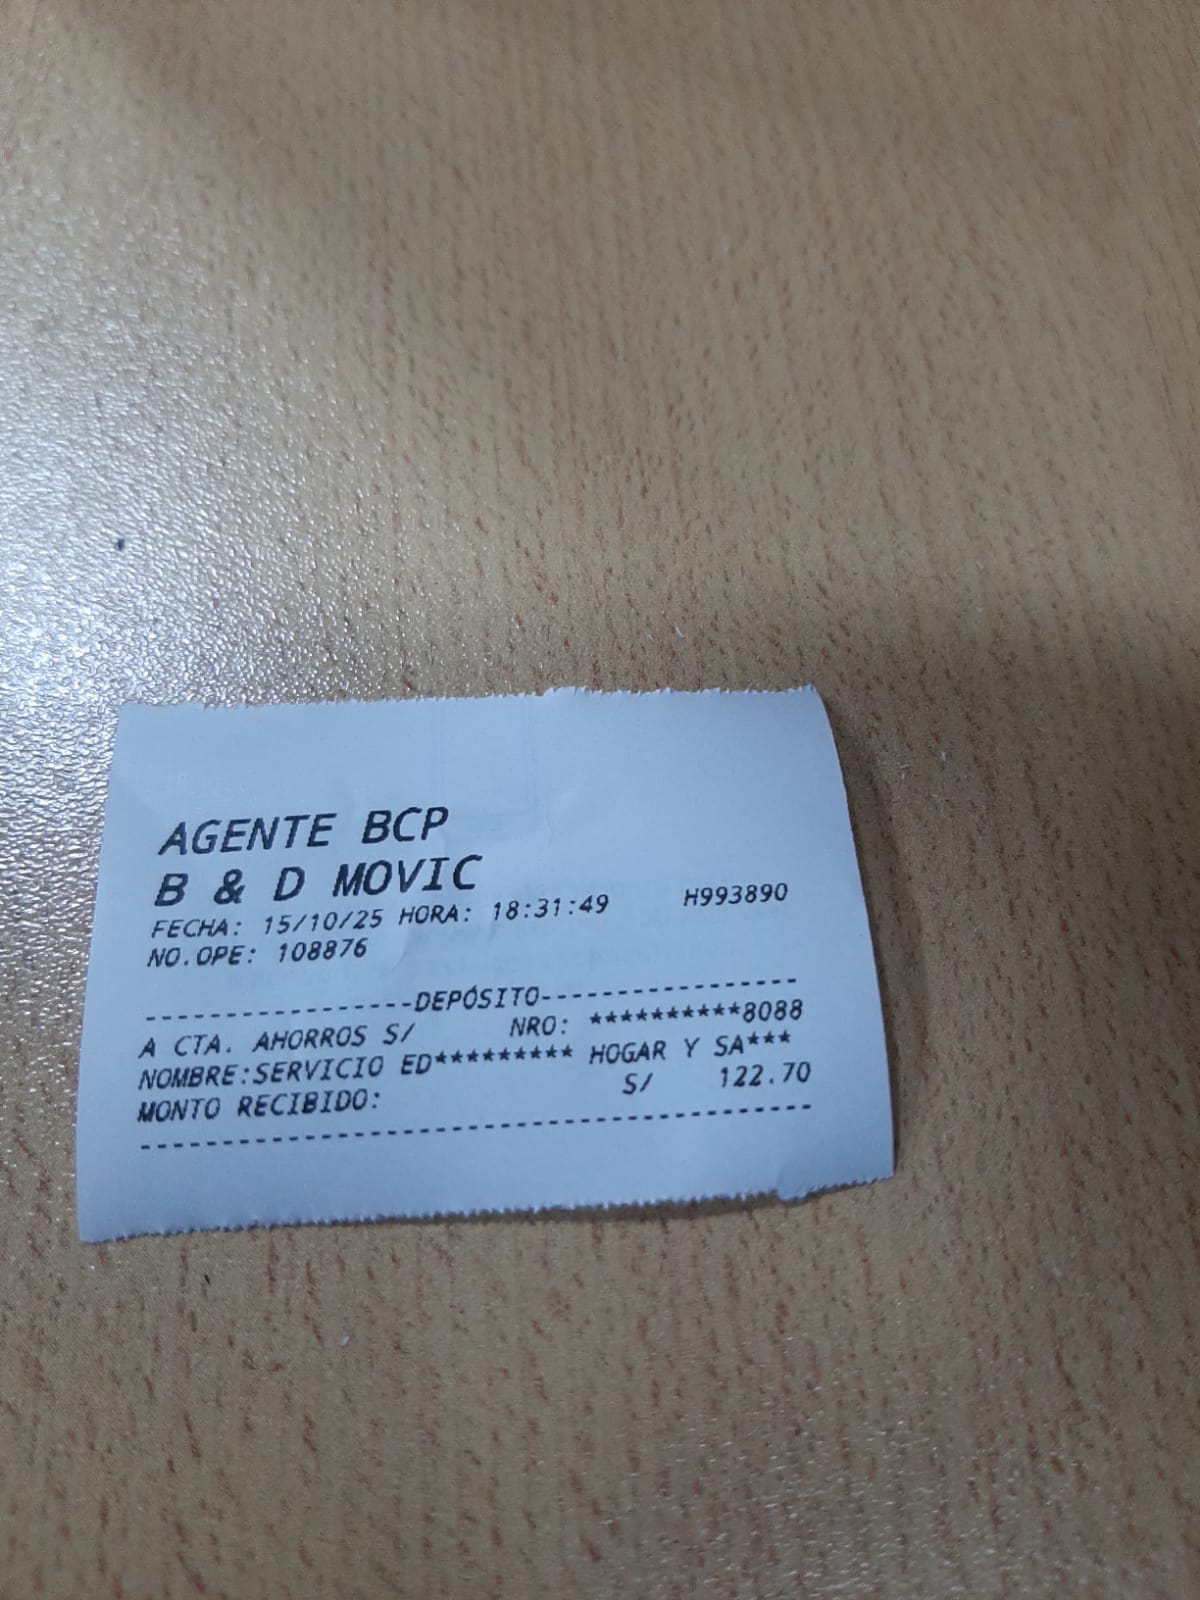 AGENTE BCP
B & D MOVIC
FECHA: 15/10/25 HORA: 18:31:49 H993890
NO.OPE: 108876
------------------DEPÓSITO-----------------
A CTA. AHORROS S/ NRO: **********8088
NOMBRE:SERVICIO ED********* HOGAR Y SA***
MONTO RECIBIDO: S/ 122.70
--------------------------------------------